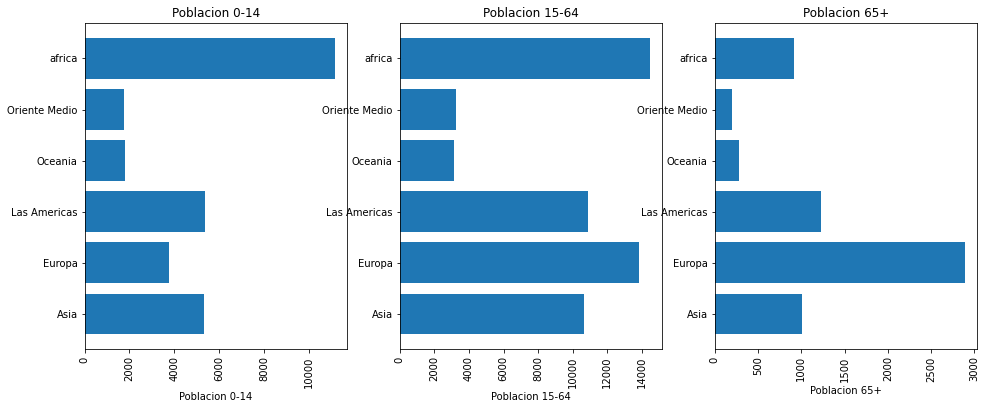 Poblacion 0-14
africa
Oriente Medio
Oceania
Las Americas
Europa
Asia
0
2000
4000
6000
8000
10000
Poblacion 0-14
Poblacion 15-64
africa
Oriente Medio
Oceania
Las Americas
Europa
Asia
0
2000
4000
6000
8000
10000
12000
14000
Poblacion 15-64
Poblacion 65+
africa
Oriente Medio
Oceania
Las Americas
Europa
Asia
0
500
1000
1500
2000
2500
3000
Poblacion 65+